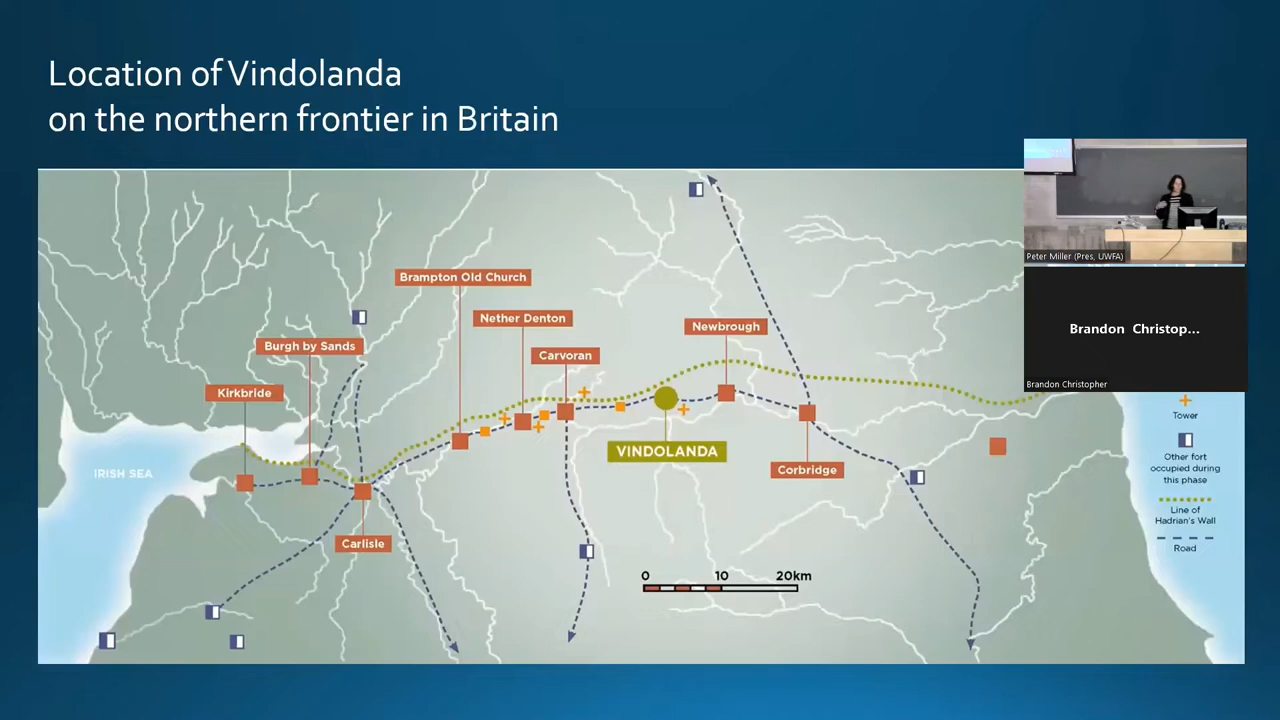 Location of Vindolanda
on the northern frontier in Britain
Peter Miller (Pres, UWFA)
Brandon Christop...
Brandon Christopher
Brampton Old Church
Nether Denton
Newbrough
Burgh by Sands
Carvoran
Kirkbride
VINDOLANDA
IRISH SEA
Corbridge
Carlisle
0 10 20km
Tower
Other fort
occupied during
this phase
Line of
Hadrian's Wall
Road